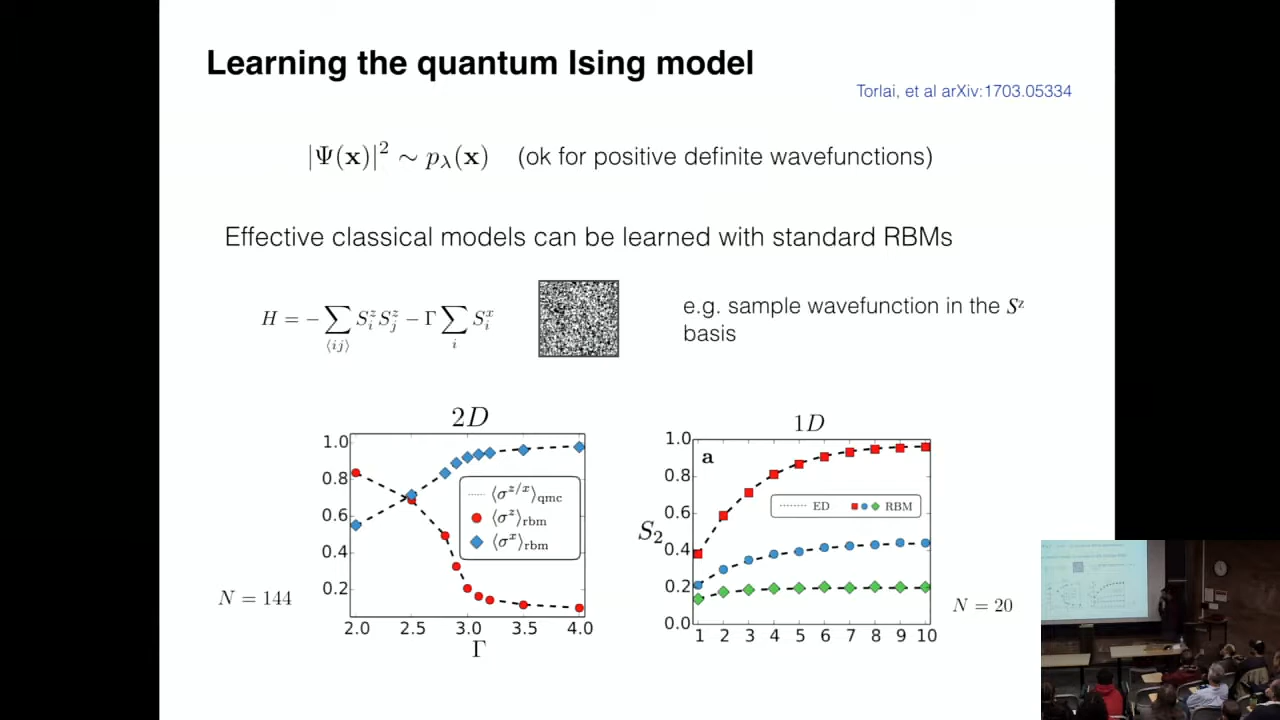 Learning the quantum Ising model
Torlai, et al arXiv:1703.05334
|Ψ(x)|² ∼ p_λ(x) (ok for positive definite wavefunctions)
Effective classical models can be learned with standard RBMs
H = −∑_{⟨ij⟩} S_i^z S_j^z − Γ ∑_i S_i^x
e.g. sample wavefunction in the S^z
basis
2D
1.0
0.8
0.6
0.4
0.2
⟨σ^{z/x}⟩_qmc
⟨σ^z⟩_rbm
⟨σ^x⟩_rbm
2.0 2.5 3.0 3.5 4.0
Γ
N = 144
1D
a
1.0
0.8
0.6
0.4
0.2
0.0
S₂
ED RBM
1 2 3 4 5 6 7 8 9 10
N = 20